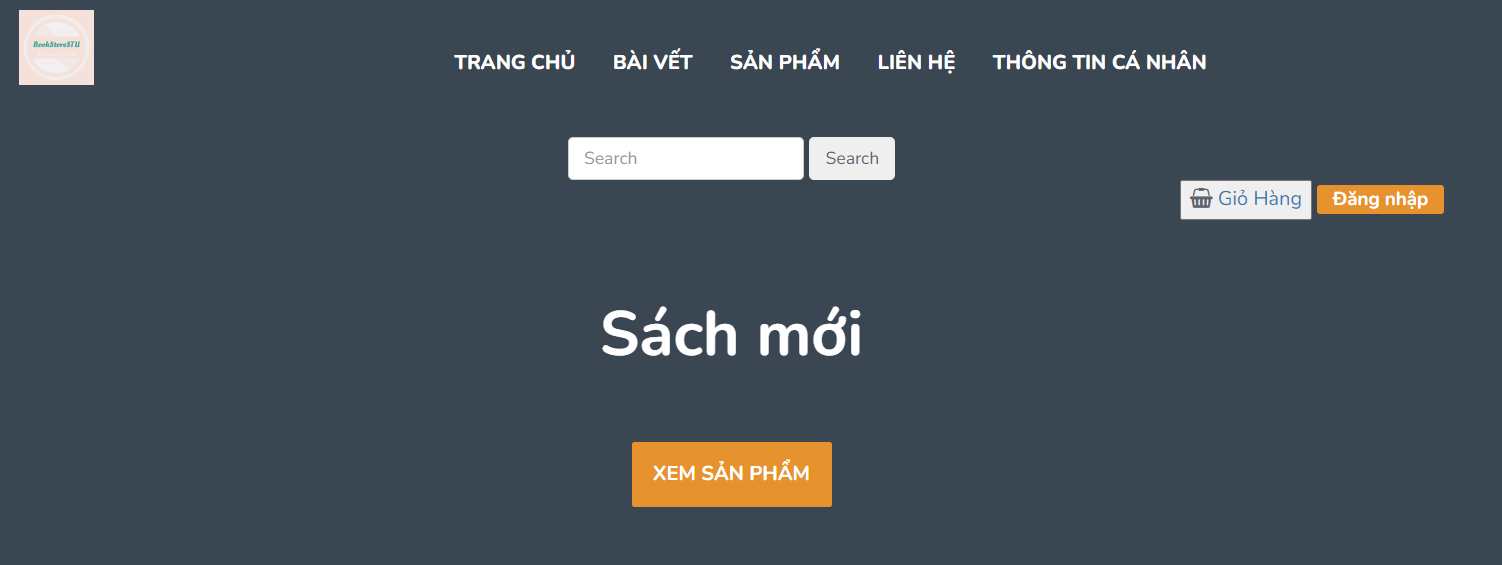 BookStoreSTU
TRANG CHỦ BÀI VẾT SẢN PHẨM LIÊN HỆ THÔNG TIN CÁ NHÂN
Search Search
Giỏ Hàng Đăng nhập
Sách mới
XEM SẢN PHẨM